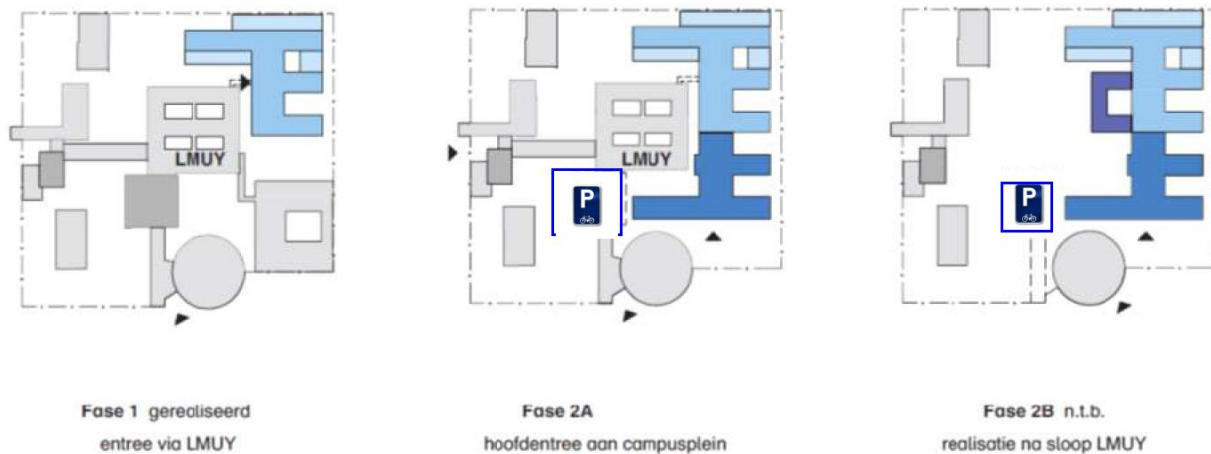 LMUY
LMUY
P
P
Fase 1 gerealiseerd
entree via LMUY
Fase 2A
hoofdentree aan campusplein
Fase 2B n.t.b.
realisatie na sloop LMUY